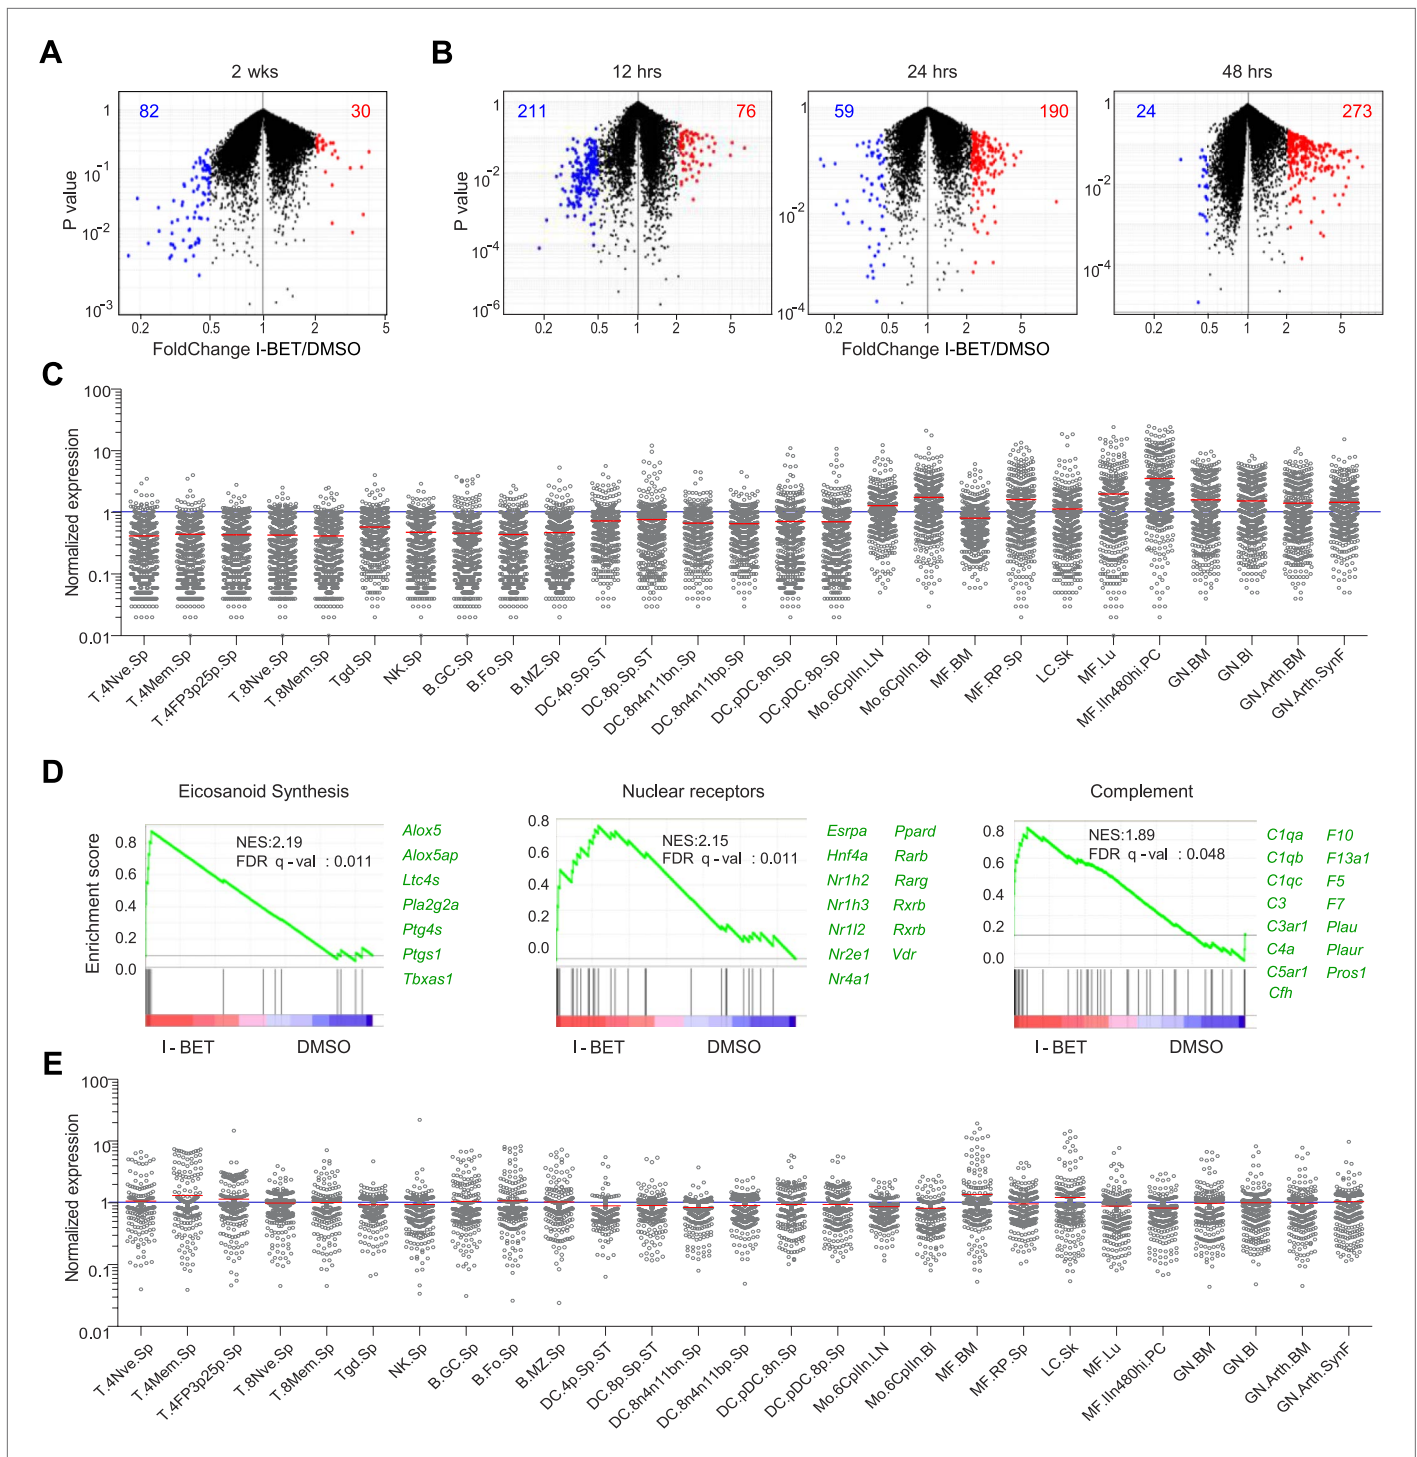 A
B
2 wks
12 hrs
24 hrs
48 hrs
82
30
211
76
59
190
24
273
P value
1
10-1
10-2
10-3
0.2 0.5 1 2 5
FoldChange I-BET/DMSO
P value
1
10-2
10-4
10-6
0.2 0.5 1 2 5
1
10-2
10-4
0.2 0.5 1 2 5
1
10-2
10-4
0.2 0.5 1 2 5
FoldChange I-BET/DMSO
C
Normalized expression
100
10
1
0.1
0.01
T.4Nve.Sp
T.4Mem.Sp
T.4FP3p25p.Sp
T.8Nve.Sp
T.8Mem.Sp
Tgd.Sp
NK.Sp
B.GC.Sp
B.Fo.Sp
B.MZ.Sp
DC.4p.Sp.ST
DC.8p.Sp.ST
DC.8n4n11bn.Sp
DC.8n4n11bp.Sp
DC.pDC.8n.Sp
DC.pDC.8p.Sp
Mo.6CpIIn.LN
Mo.6CpIIn.Bl
MF.BM
MF.RP.Sp
LC.Sk
MF.Lu
MF.IIn480hi.PC
GN.BM
GN.Bl
GN.Arth.BM
GN.Arth.SynF
D
Eicosanoid Synthesis
Nuclear receptors
Complement
Enrichment score
0.8
0.6
0.4
0.2
0.0
NES:2.19
FDR q-val : 0.011
I-BET DMSO
Alox5
Alox5ap
Ltc4s
Pla2g2a
Ptg4s
Ptgs1
Tbxas1
0.8
0.6
0.4
0.2
0.0
NES:2.15
FDR q-val : 0.011
I-BET DMSO
Esrpa Ppard
Hnf4a Rarb
Nr1h2 Rarg
Nr1h3 Rxrb
Nr1l2 Rxrb
Nr2e1 Vdr
Nr4a1
0.8
0.6
0.4
0.2
0.0
NES:1.89
FDR q-val : 0.048
I-BET DMSO
C1qa F10
C1qb F13a1
C1qc F5
C3 F7
C3ar1 Plau
C4a Plaur
C5ar1 Pros1
Cfh
E
Normalized expression
100
10
1
0.1
0.01
T.4Nve.Sp
T.4Mem.Sp
T.4FP3p25p.Sp
T.8Nve.Sp
T.8Mem.Sp
Tgd.Sp
NK.Sp
B.GC.Sp
B.Fo.Sp
B.MZ.Sp
DC.4p.Sp.ST
DC.8p.Sp.ST
DC.8n4n11bn.Sp
DC.8n4n11bp.Sp
DC.pDC.8n.Sp
DC.pDC.8p.Sp
Mo.6CpIIn.LN
Mo.6CpIIn.Bl
MF.BM
MF.RP.Sp
LC.Sk
MF.Lu
MF.IIn480hi.PC
GN.BM
GN.Bl
GN.Arth.BM
GN.Arth.SynF